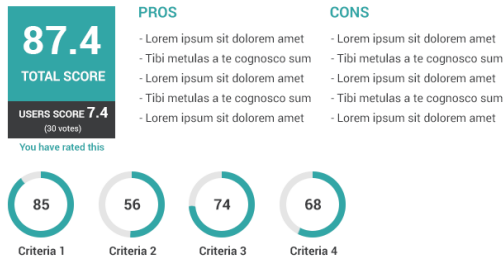 87.4
TOTAL SCORE
USERS SCORE 7.4
(30 votes)
You have rated this
PROS
- Lorem ipsum sit dolorem amet
- Tibi metulas a te cognosco sum
- Lorem ipsum sit dolorem amet
- Tibi metulas a te cognosco sum
- Lorem ipsum sit dolorem amet
CONS
- Lorem ipsum sit dolorem amet
- Tibi metulas a te cognosco sum
- Lorem ipsum sit dolorem amet
- Tibi metulas a te cognosco sum
- Lorem ipsum sit dolorem amet
85
Criteria 1
56
Criteria 2
74
Criteria 3
68
Criteria 4